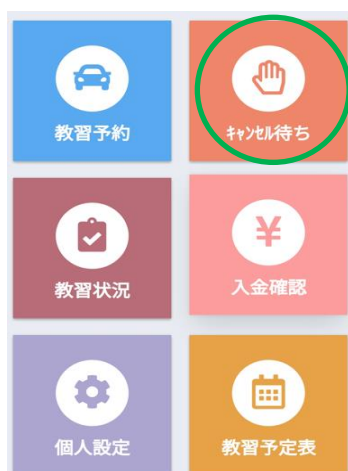 教習予約
ｷｬﾝｾﾙ待ち
教習状況
¥
入金確認
個人設定
教習予定表